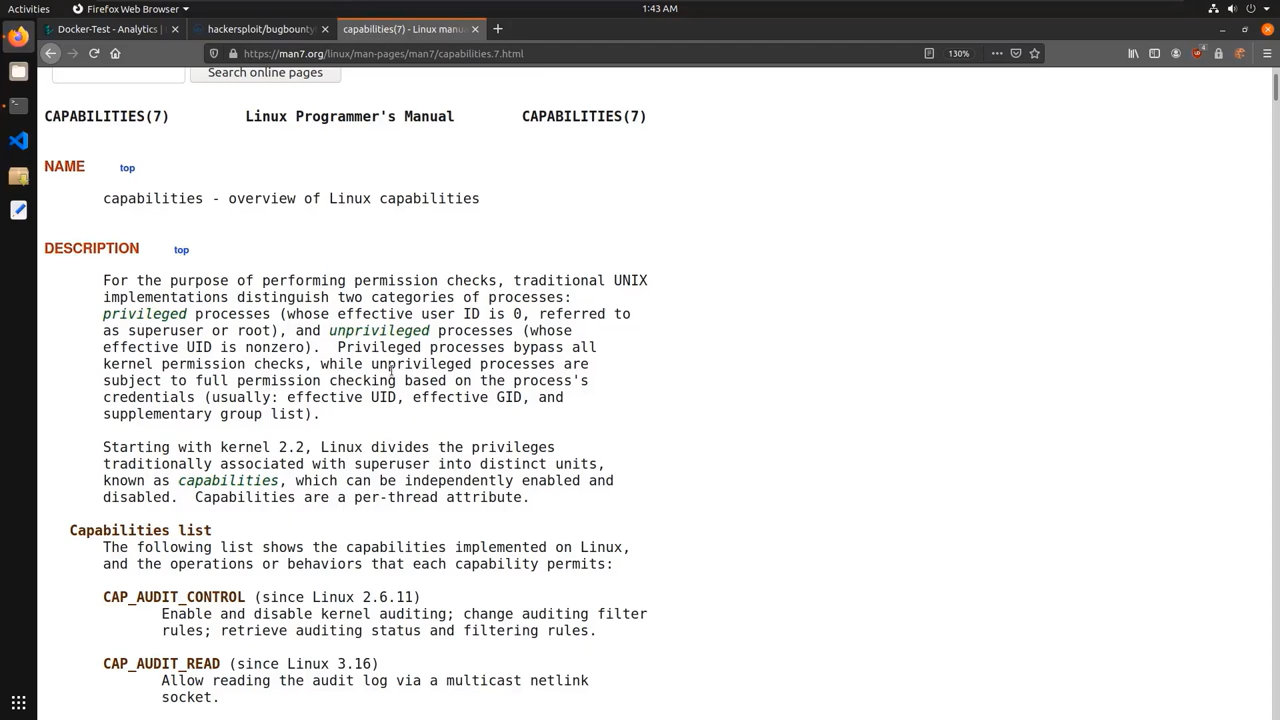 Activities
Firefox Web Browser
1:43 AM
Docker-Test - Analytics |
hackersploit/bugbounty
capabilities(7) - Linux manu
https://man7.org/linux/man-pages/man7/capabilities.7.html
130%
Search online pages
CAPABILITIES(7) Linux Programmer's Manual CAPABILITIES(7)
NAME top
capabilities - overview of Linux capabilities
DESCRIPTION top
For the purpose of performing permission checks, traditional UNIX
implementations distinguish two categories of processes:
privileged processes (whose effective user ID is 0, referred to
as superuser or root), and unprivileged processes (whose
effective UID is nonzero). Privileged processes bypass all
kernel permission checks, while unprivileged processes are
subject to full permission checking based on the process's
credentials (usually: effective UID, effective GID, and
supplementary group list).
Starting with kernel 2.2, Linux divides the privileges
traditionally associated with superuser into distinct units,
known as capabilities, which can be independently enabled and
disabled. Capabilities are a per-thread attribute.
Capabilities list
The following list shows the capabilities implemented on Linux,
and the operations or behaviors that each capability permits:
CAP_AUDIT_CONTROL (since Linux 2.6.11)
Enable and disable kernel auditing; change auditing filter
rules; retrieve auditing status and filtering rules.
CAP_AUDIT_READ (since Linux 3.16)
Allow reading the audit log via a multicast netlink
socket.